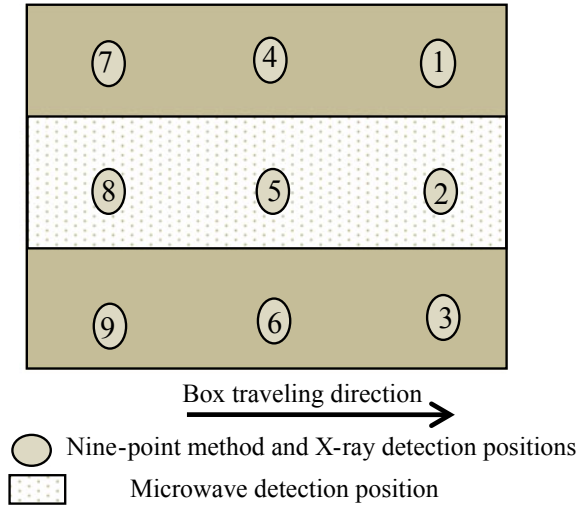 7 4 1
8 5 2
9 6 3
Box traveling direction
Nine-point method and X-ray detection positions
Microwave detection position